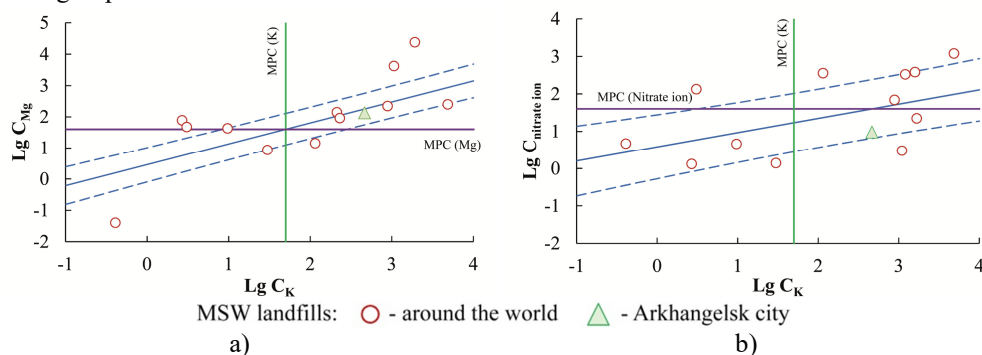 5
4
3
2
1
0
-1
-2
Lg C_Mg
MPC (K)
MPC (Mg)
-1 0 1 2 3 4
Lg C_K
4
3
2
1
0
1
2
Lg C_nitrate ion
MPC (K)
MPC (Nitrate ion)
-1 0 1 2 3 4
Lg C_K
MSW landfills: - around the world - Arkhangelsk city
a) b)